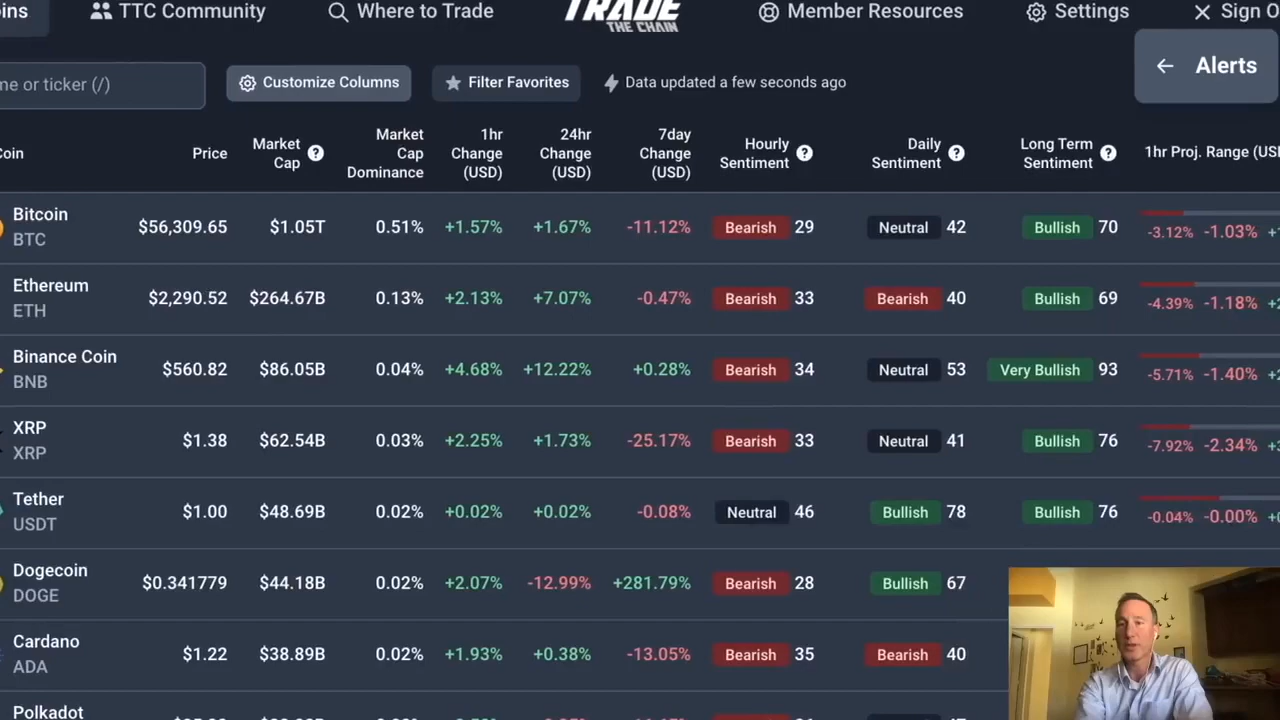 ins
TTC Community
Where to Trade
TRADE
THE CHAIN
Member Resources
Settings
Sign O
me or ticker (/)
Customize Columns
Filter Favorites
Data updated a few seconds ago
Alerts
Coin
Price
Market
Cap ?
Market
Cap
Dominance
1hr
Change
(USD)
24hr
Change
(USD)
7day
Change
(USD)
Hourly
Sentiment ?
Daily
Sentiment ?
Long Term
Sentiment ?
1hr Proj. Range (USD
Bitcoin
BTC
$56,309.65 $1.05T 0.51% +1.57% +1.67% -11.12% Bearish 29 Neutral 42 Bullish 70 -3.12% -1.03% +1
Ethereum
ETH
$2,290.52 $264.67B 0.13% +2.13% +7.07% -0.47% Bearish 33 Bearish 40 Bullish 69 -4.39% -1.18% +2
Binance Coin
BNB
$560.82 $86.05B 0.04% +4.68% +12.22% +0.28% Bearish 34 Neutral 53 Very Bullish 93 -5.71% -1.40% +2
XRP
XRP
$1.38 $62.54B 0.03% +2.25% +1.73% -25.17% Bearish 33 Neutral 41 Bullish 76 -7.92% -2.34% +3
Tether
USDT
$1.00 $48.69B 0.02% +0.02% +0.02% -0.08% Neutral 46 Bullish 78 Bullish 76 -0.04% -0.00% +0
Dogecoin
DOGE
$0.341779 $44.18B 0.02% +2.07% -12.99% +281.79% Bearish 28 Bullish 67
Cardano
ADA
$1.22 $38.89B 0.02% +1.93% +0.38% -13.05% Bearish 35 Bearish 40
Polkadot